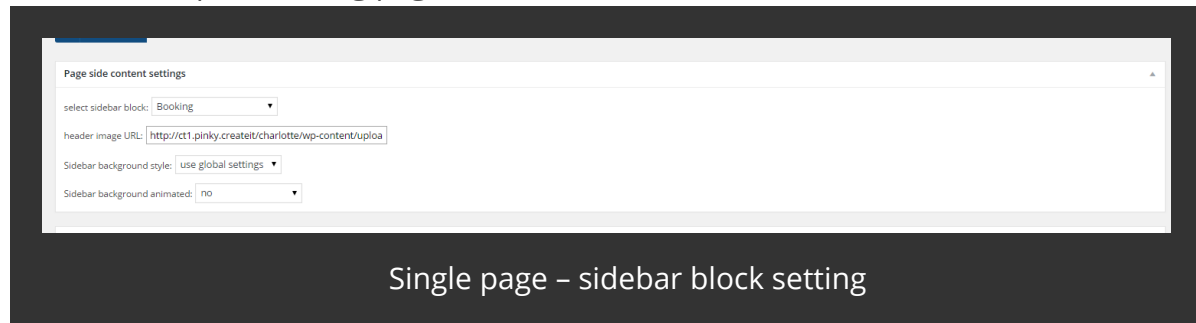 Page side content settings
select sidebar block: Booking
header image URL: http://ct1.pinky.createit/charlotte/wp-content/uploa
Sidebar background style: use global settings
Sidebar background animated: no
Single page – sidebar block setting